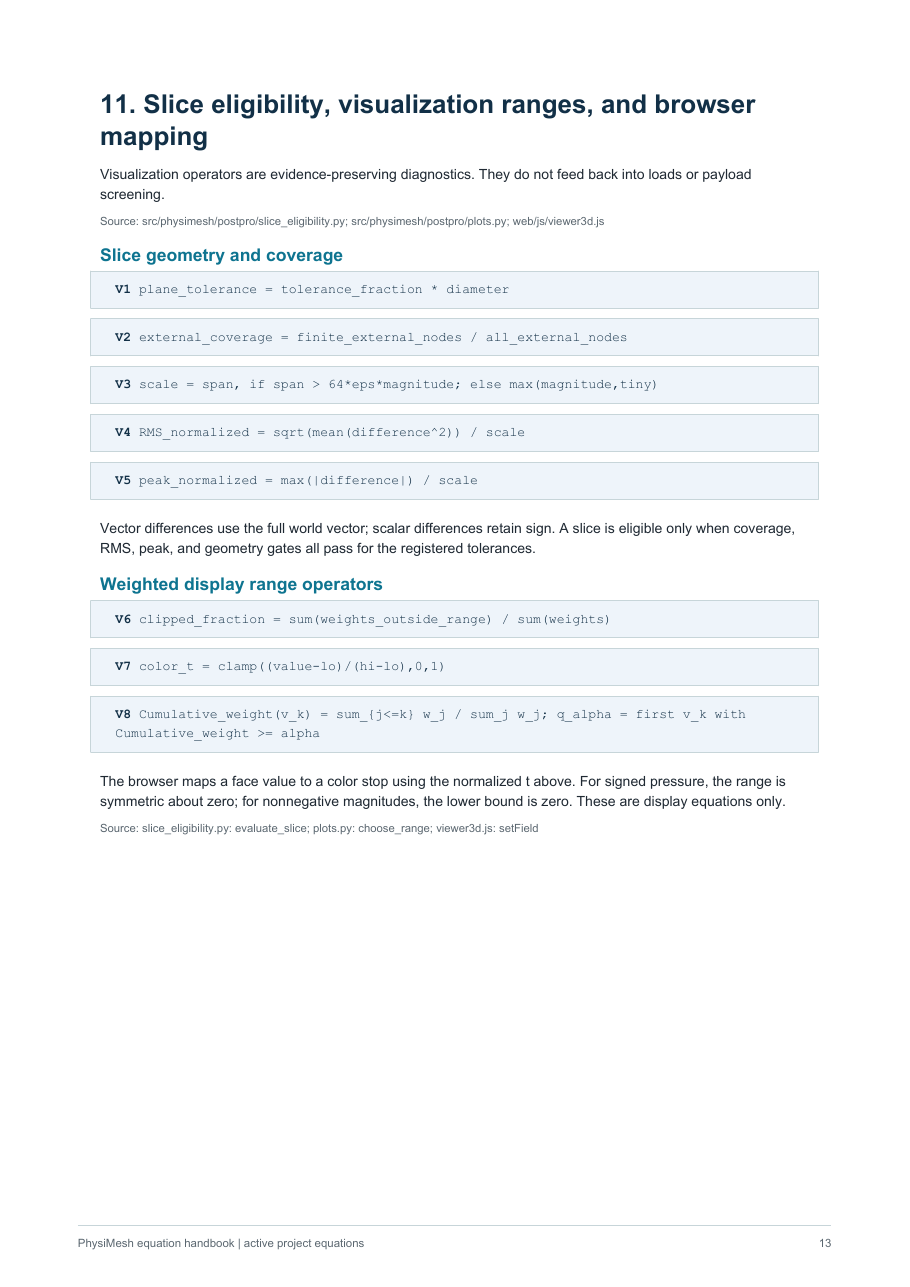 11. Slice eligibility, visualization ranges, and browser
mapping
Visualization operators are evidence-preserving diagnostics. They do not feed back into loads or payload
screening.
Source: src/physimesh/postpro/slice_eligibility.py; src/physimesh/postpro/plots.py; web/js/viewer3d.js
Slice geometry and coverage
V1 plane_tolerance = tolerance_fraction * diameter
V2 external_coverage = finite_external_nodes / all_external_nodes
V3 scale = span, if span > 64*eps*magnitude; else max(magnitude,tiny)
V4 RMS_normalized = sqrt(mean(difference^2)) / scale
V5 peak_normalized = max(|difference|) / scale
Vector differences use the full world vector; scalar differences retain sign. A slice is eligible only when coverage,
RMS, peak, and geometry gates all pass for the registered tolerances.
Weighted display range operators
V6 clipped_fraction = sum(weights_outside_range) / sum(weights)
V7 color_t = clamp((value-lo)/(hi-lo),0,1)
V8 Cumulative_weight(v_k) = sum_{j<=k} w_j / sum_j w_j; q_alpha = first v_k with
Cumulative_weight >= alpha
The browser maps a face value to a color stop using the normalized t above. For signed pressure, the range is
symmetric about zero; for nonnegative magnitudes, the lower bound is zero. These are display equations only.
Source: slice_eligibility.py: evaluate_slice; plots.py: choose_range; viewer3d.js: setField
PhysiMesh equation handbook | active project equations
13